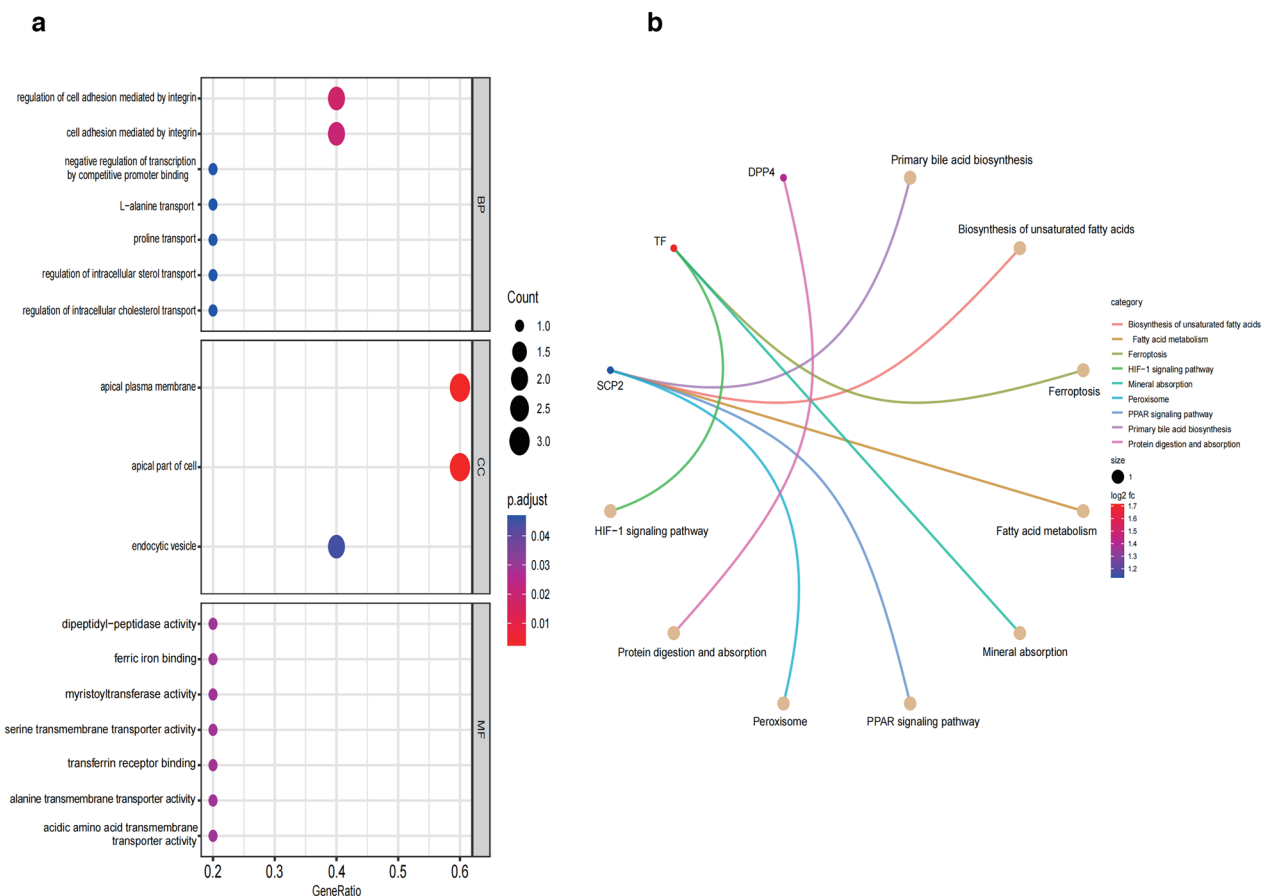 a
regulation of cell adhesion mediated by integrin
cell adhesion mediated by integrin
negative regulation of transcription
by competitive promoter binding
L−alanine transport
proline transport
regulation of intracellular sterol transport
regulation of intracellular cholesterol transport
BP
apical plasma membrane
apical part of cell
endocytic vesicle
CC
dipeptidyl−peptidase activity
ferric iron binding
myristoyltransferase activity
serine transmembrane transporter activity
transferrin receptor binding
alanine transmembrane transporter activity
acidic amino acid transmembrane
transporter activity
MF
0.2 0.3 0.4 0.5 0.6
GeneRatio
Count
1.0
1.5
2.0
2.5
3.0
p.adjust
0.04
0.03
0.02
0.01
b
Primary bile acid biosynthesis
DPP4
Biosynthesis of unsaturated fatty acids
TF
SCP2
Ferroptosis
HIF−1 signaling pathway
Fatty acid metabolism
Protein digestion and absorption
Mineral absorption
Peroxisome
PPAR signaling pathway
category
Biosynthesis of unsaturated fatty acids
Fatty acid metabolism
Ferroptosis
HIF−1 signaling pathway
Mineral absorption
Peroxisome
PPAR signaling pathway
Primary bile acid biosynthesis
Protein digestion and absorption
size
1
log2 fc
1.7
1.6
1.5
1.4
1.3
1.2